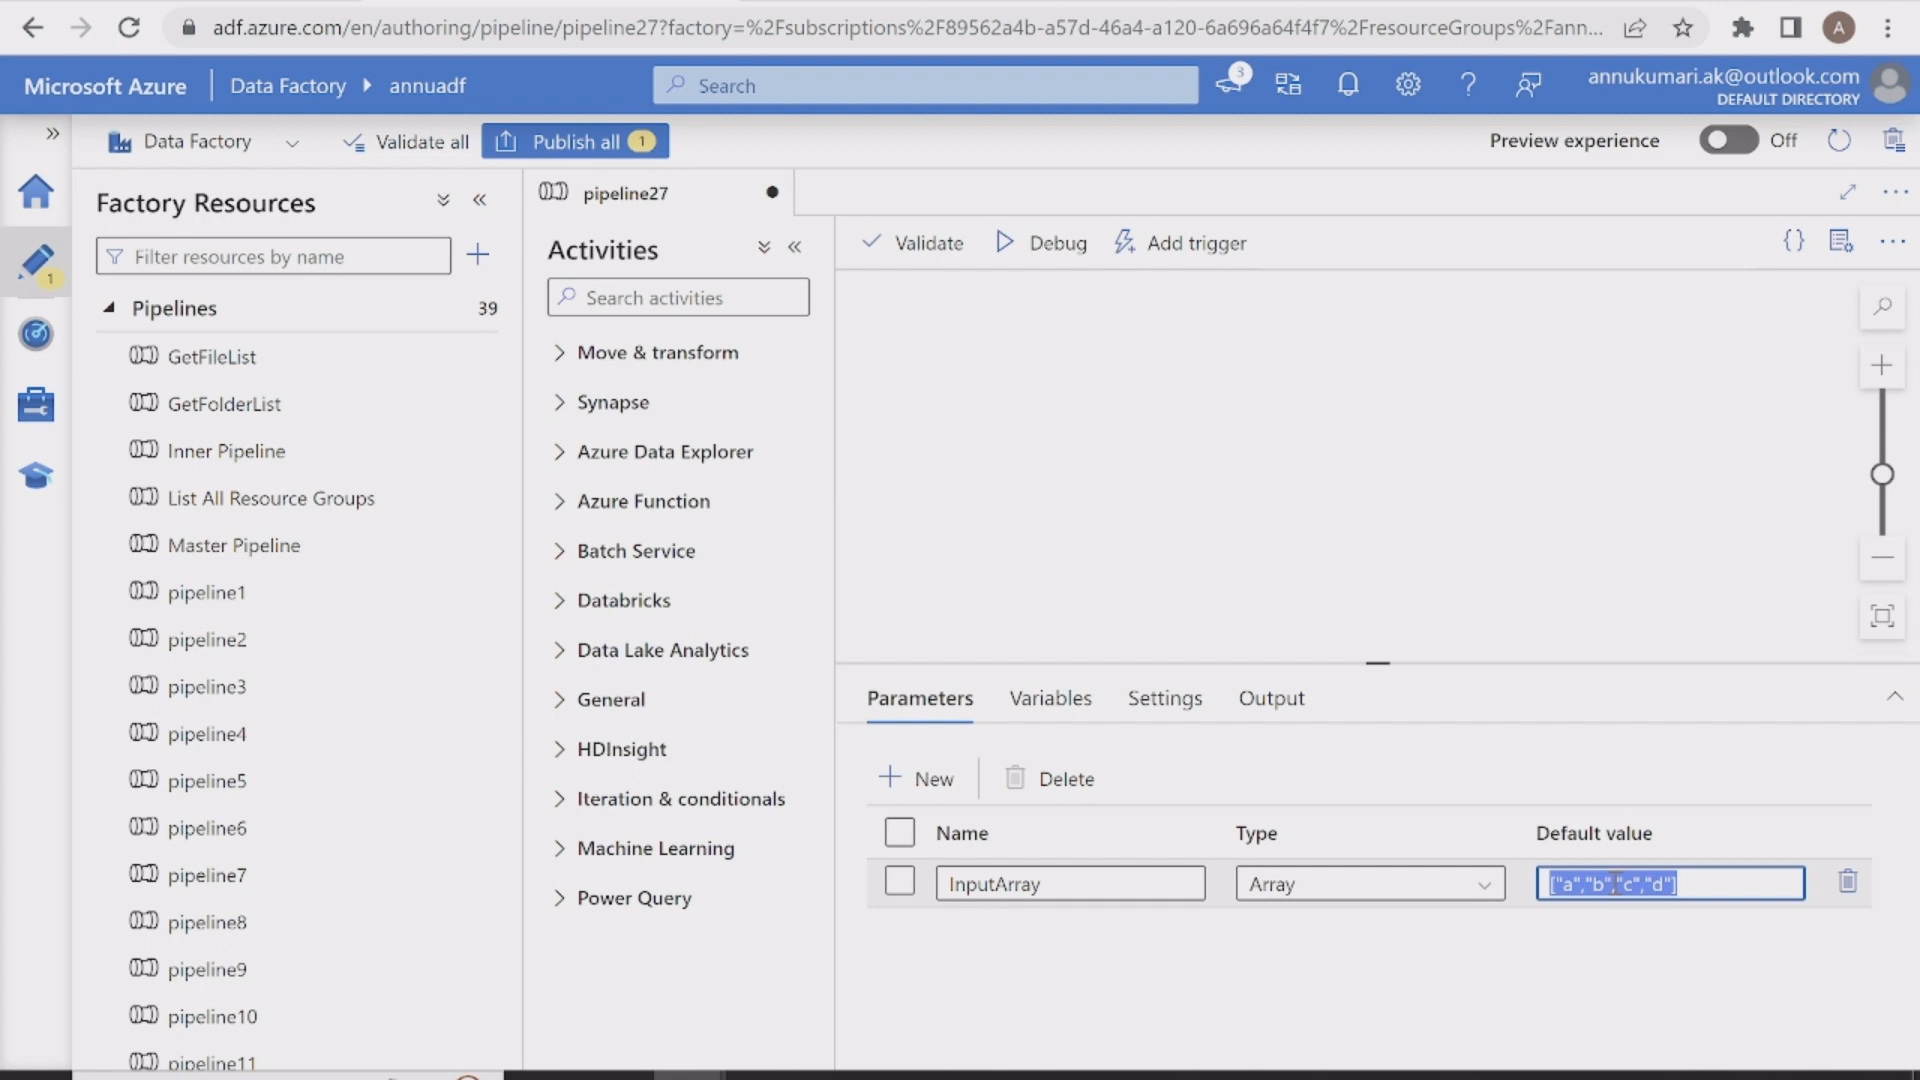 adf.azure.com/en/authoring/pipeline/pipeline27?factory=%2Fsubscriptions%2F89562a4b-a57d-46a4-a120-6a696a64f4f7%2FresourceGroups%2Fann...
A
Microsoft Azure
Data Factory
annuadf
Search
3
annukumari.ak@outlook.com
DEFAULT DIRECTORY
Data Factory
Validate all
Publish all 1
Preview experience
Off
Factory Resources
Filter resources by name
1
Pipelines 39
GetFileList
GetFolderList
Inner Pipeline
List All Resource Groups
Master Pipeline
pipeline1
pipeline2
pipeline3
pipeline4
pipeline5
pipeline6
pipeline7
pipeline8
pipeline9
pipeline10
pipeline11
pipeline27
Activities
Search activities
Move & transform
Synapse
Azure Data Explorer
Azure Function
Batch Service
Databricks
Data Lake Analytics
General
HDInsight
Iteration & conditionals
Machine Learning
Power Query
Validate
Debug
Add trigger
Parameters
Variables
Settings
Output
New
Delete
Name Type Default value
InputArray Array ["a","b","c","d"]